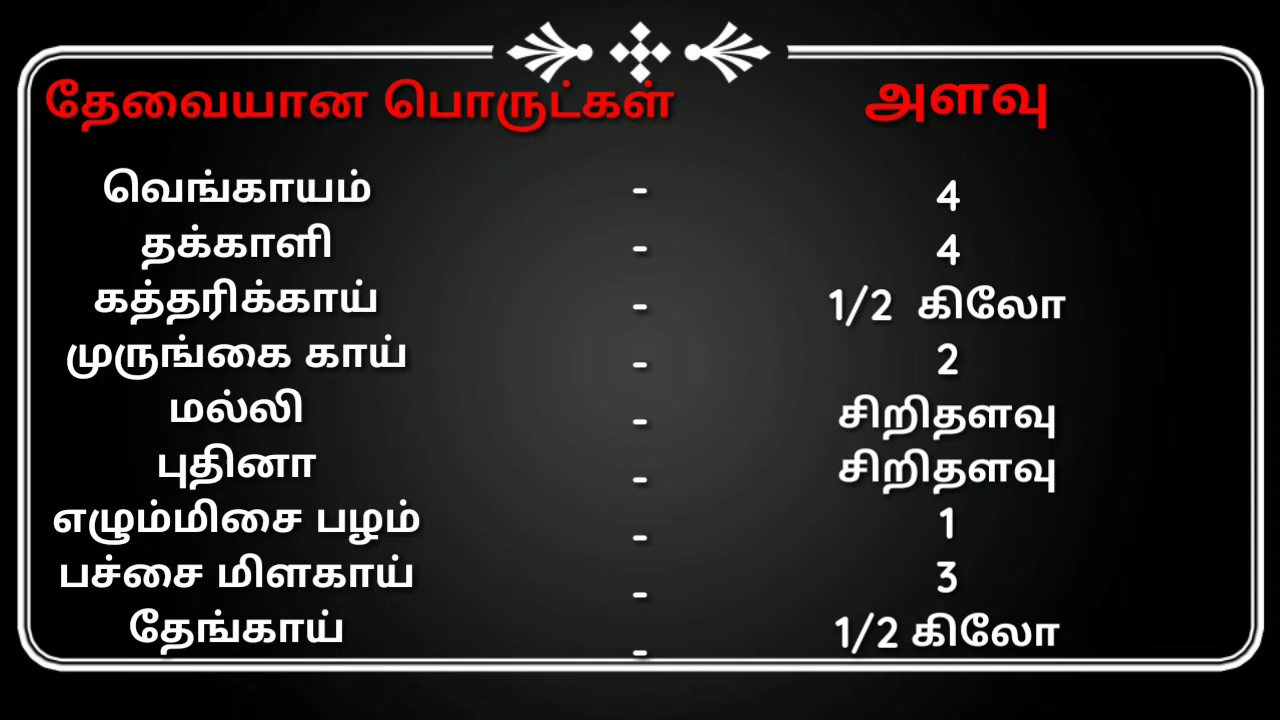 தேவையான பொருட்கள் அளவு
வெங்காயம் - 4
தக்காளி - 4
கத்தரிக்காய் - 1/2 கிலோ
முருங்கை காய் - 2
மல்லி - சிறிதளவு
புதினா - சிறிதளவு
எழும்மிசை பழம் - 1
பச்சை மிளகாய் - 3
தேங்காய் - 1/2 கிலோ